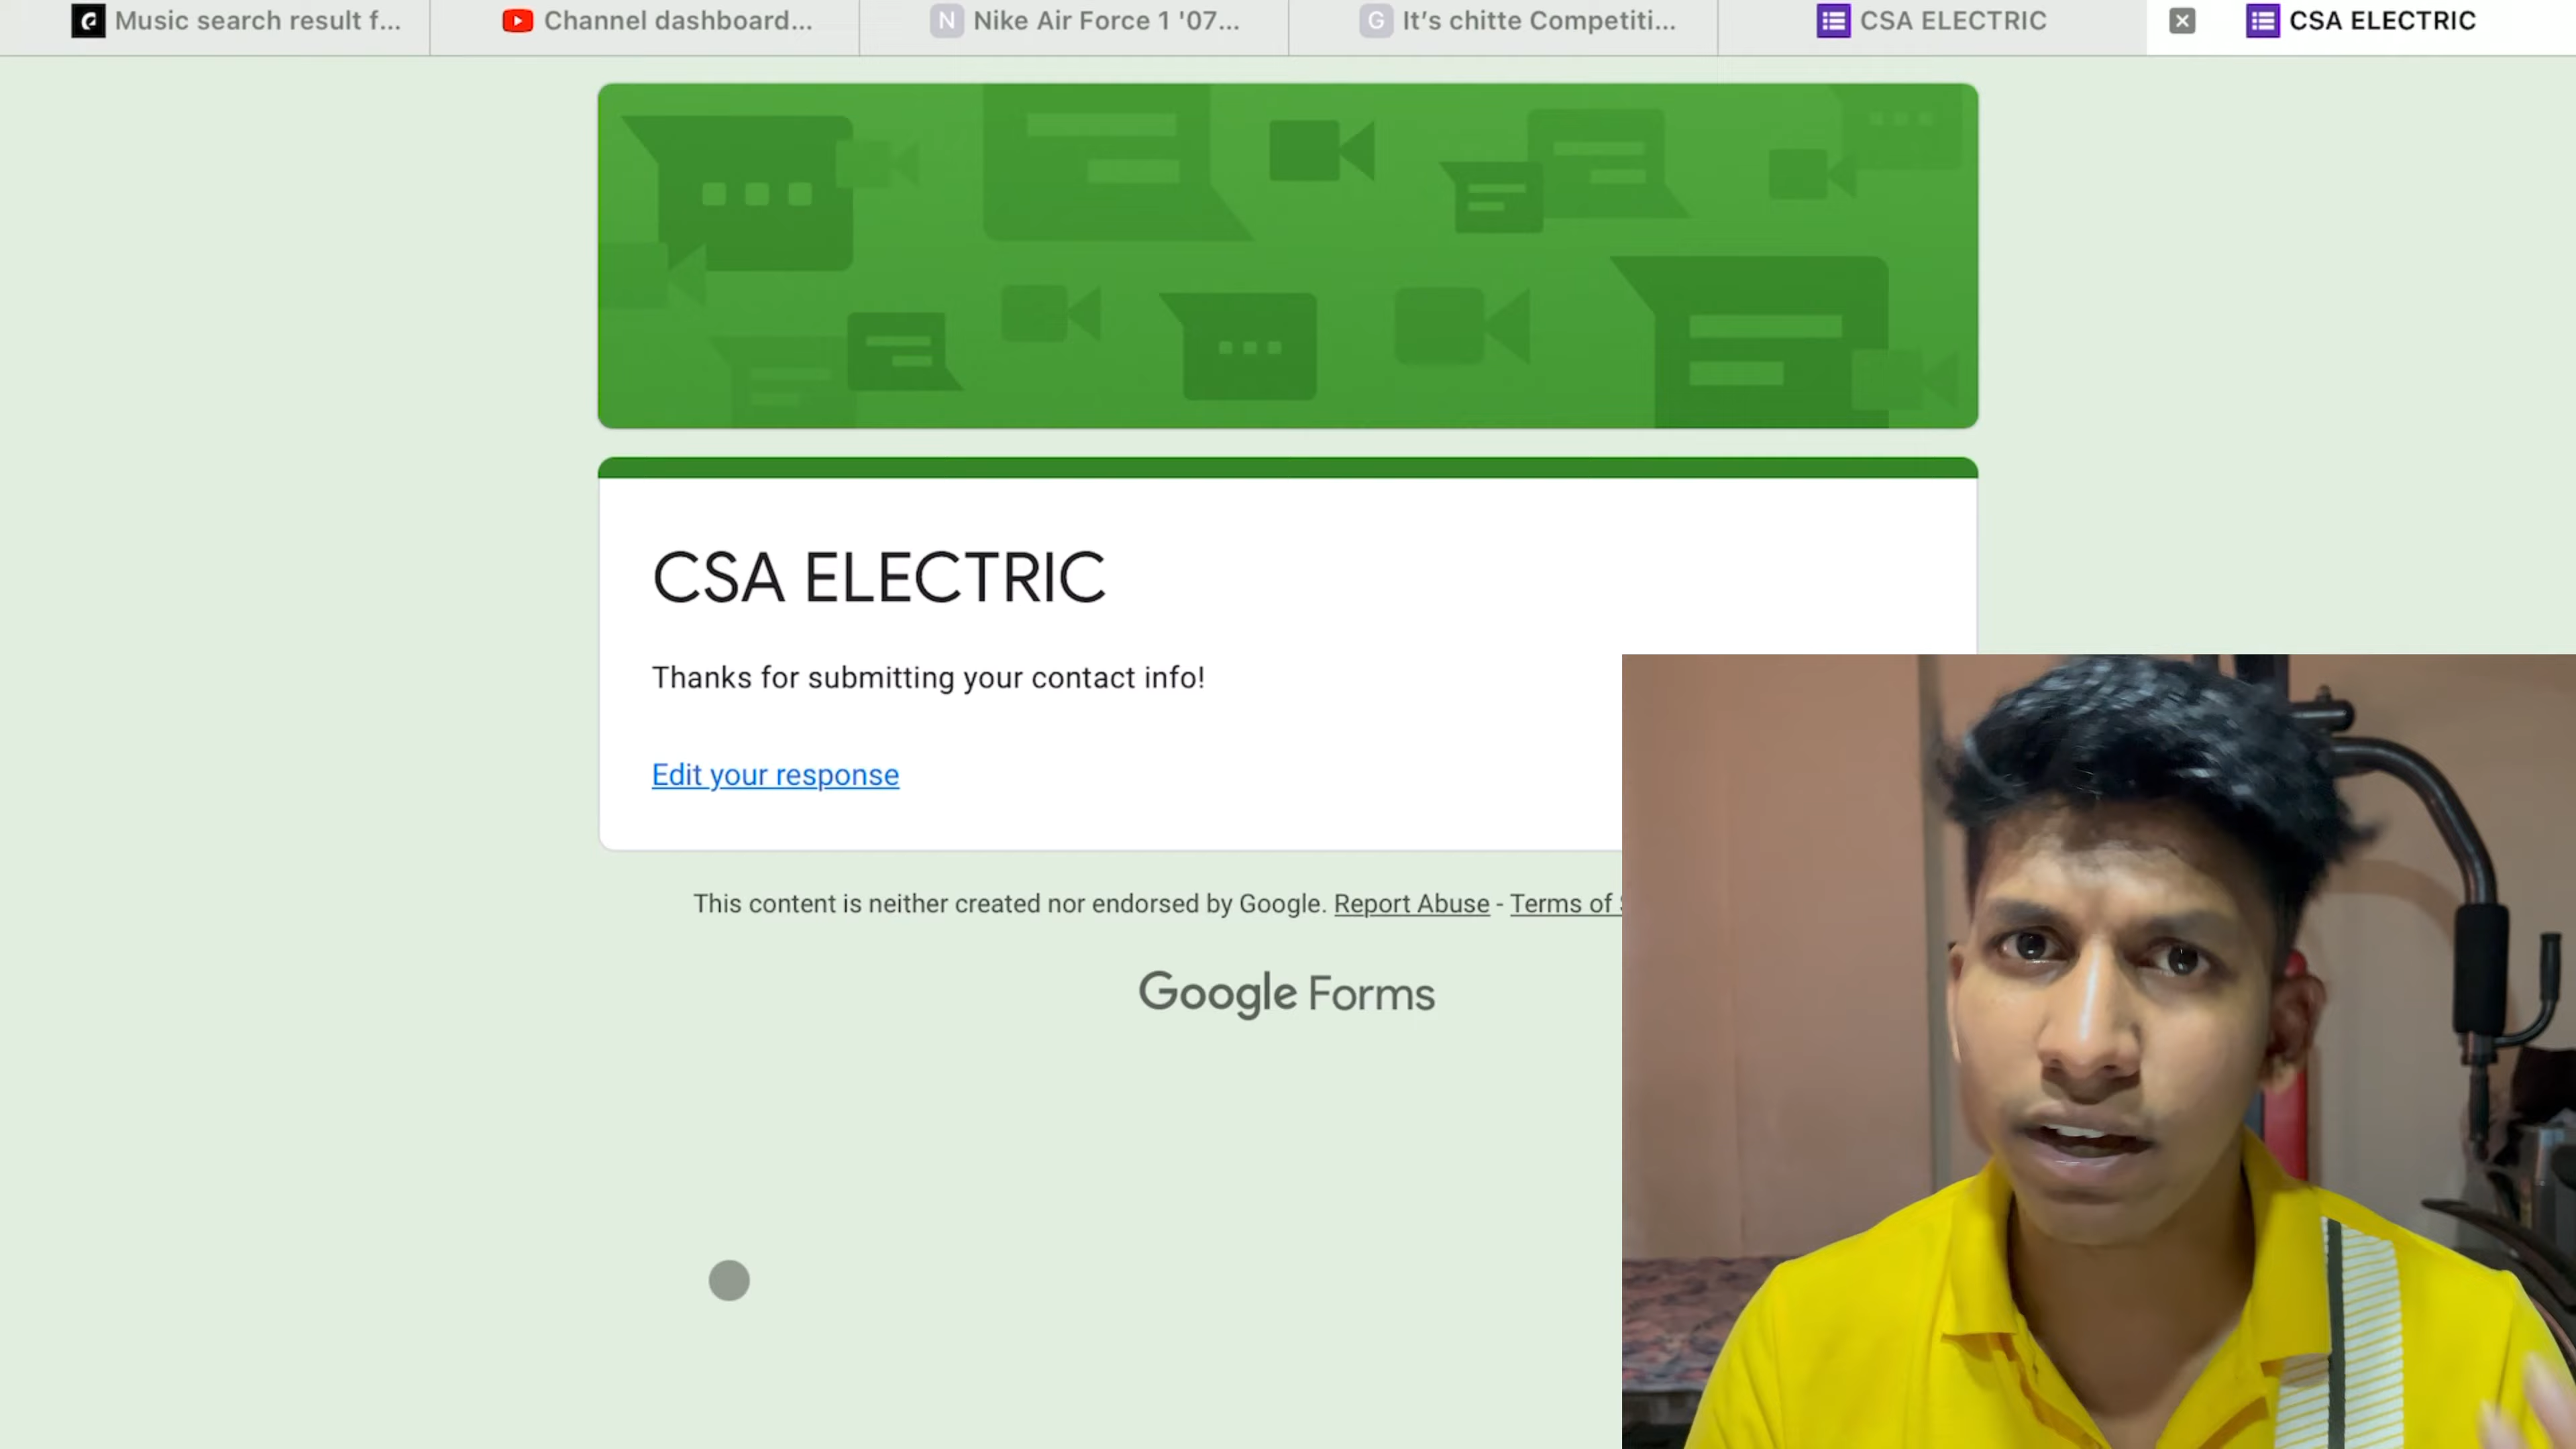 Music search result f...
Channel dashboard...
N Nike Air Force 1 '07...
G It’s chitte Competiti...
CSA ELECTRIC
CSA ELECTRIC
CSA ELECTRIC
Thanks for submitting your contact info!
Edit your response
This content is neither created nor endorsed by Google. Report Abuse - Terms of
Google Forms